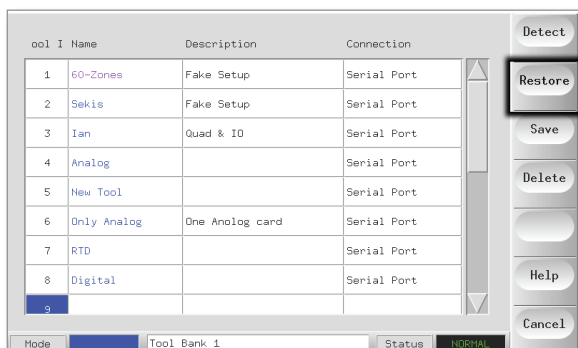 ool I Name Description Connection
1 60-Zones Fake Setup Serial Port
2 Sekis Fake Setup Serial Port
3 Ian Quad & IO Serial Port
4 Analog Serial Port
5 New Tool Serial Port
6 Only Analog One Anolog card Serial Port
7 RTD Serial Port
8 Digital Serial Port
9
Mode Tool Bank 1 Status NORMAL
Detect
Restore
Save
Delete
Help
Cancel